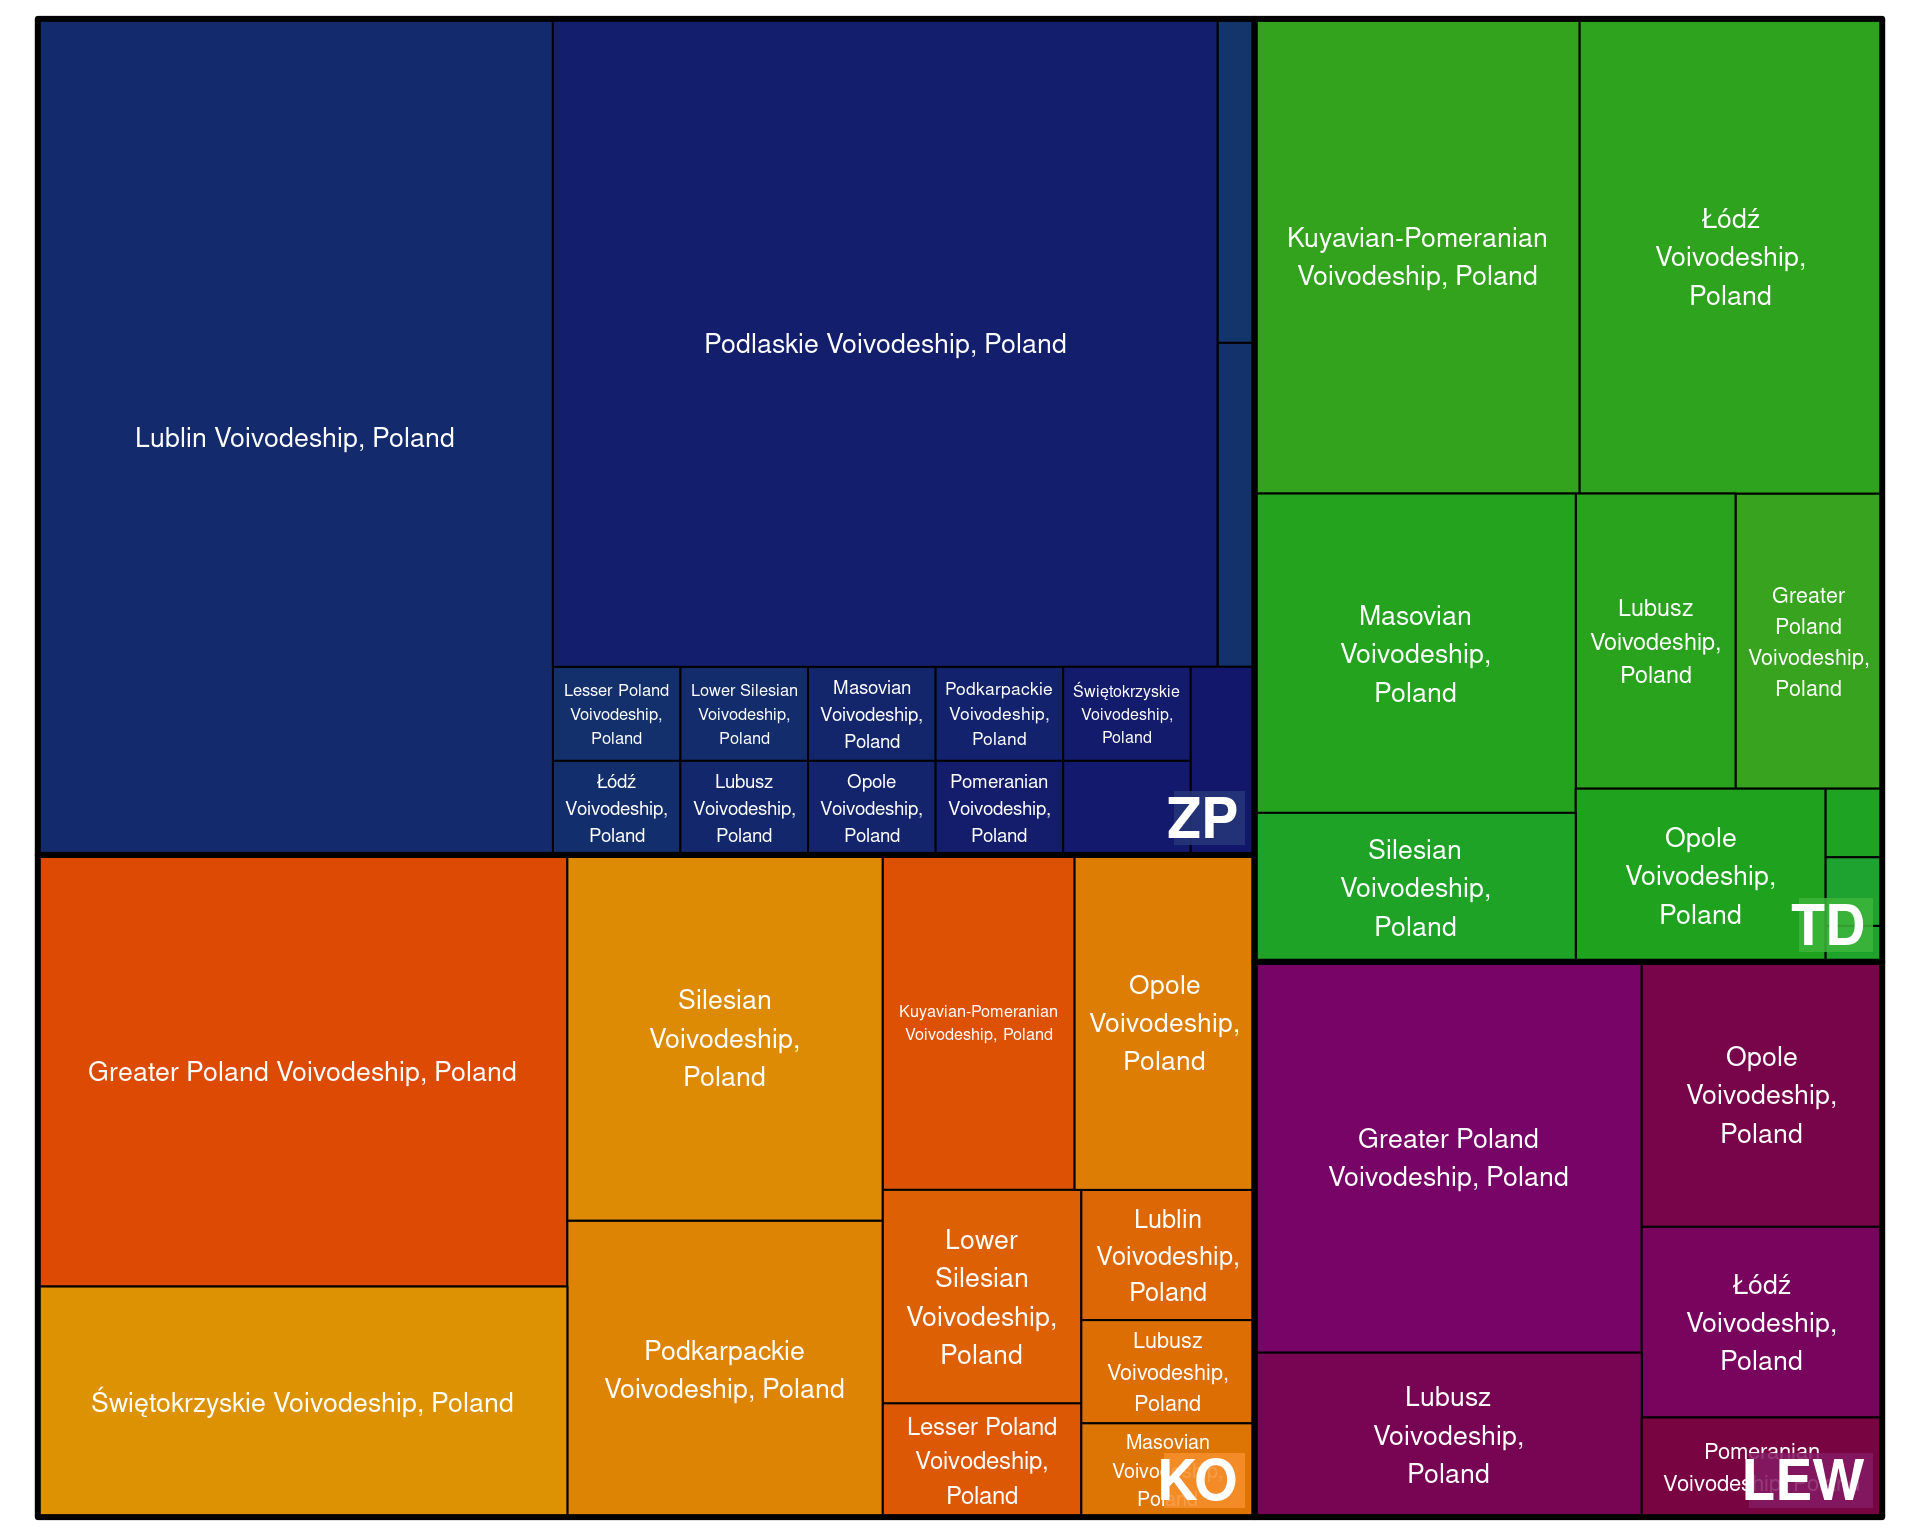 Lublin Voivodeship, Poland
Podlaskie Voivodeship, Poland
Lesser Poland
Voivodeship,
Poland
Lower Silesian
Voivodeship,
Poland
Masovian
Voivodeship,
Poland
Podkarpackie
Voivodeship,
Poland
Świętokrzyskie
Voivodeship,
Poland
Łódź
Voivodeship,
Poland
Lubusz
Voivodeship,
Poland
Opole
Voivodeship,
Poland
Pomeranian
Voivodeship,
Poland
ZP
Kuyavian-Pomeranian
Voivodeship, Poland
Łódź
Voivodeship,
Poland
Masovian
Voivodeship,
Poland
Lubusz
Voivodeship,
Poland
Greater
Poland
Voivodeship,
Poland
Silesian
Voivodeship,
Poland
Opole
Voivodeship,
Poland
TD
Greater Poland Voivodeship, Poland
Świętokrzyskie Voivodeship, Poland
Silesian
Voivodeship,
Poland
Podkarpackie
Voivodeship, Poland
Kuyavian-Pomeranian
Voivodeship, Poland
Opole
Voivodeship,
Poland
Lower
Silesian
Voivodeship,
Poland
Lublin
Voivodeship,
Poland
Lubusz
Voivodeship,
Poland
Lesser Poland
Voivodeship,
Poland
Masovian
Voivodeship,
Poland
KO
Greater Poland
Voivodeship, Poland
Opole
Voivodeship,
Poland
Łódź
Voivodeship,
Poland
Lubusz
Voivodeship,
Poland
Pomeranian
Voivodeship, Poland
LEW